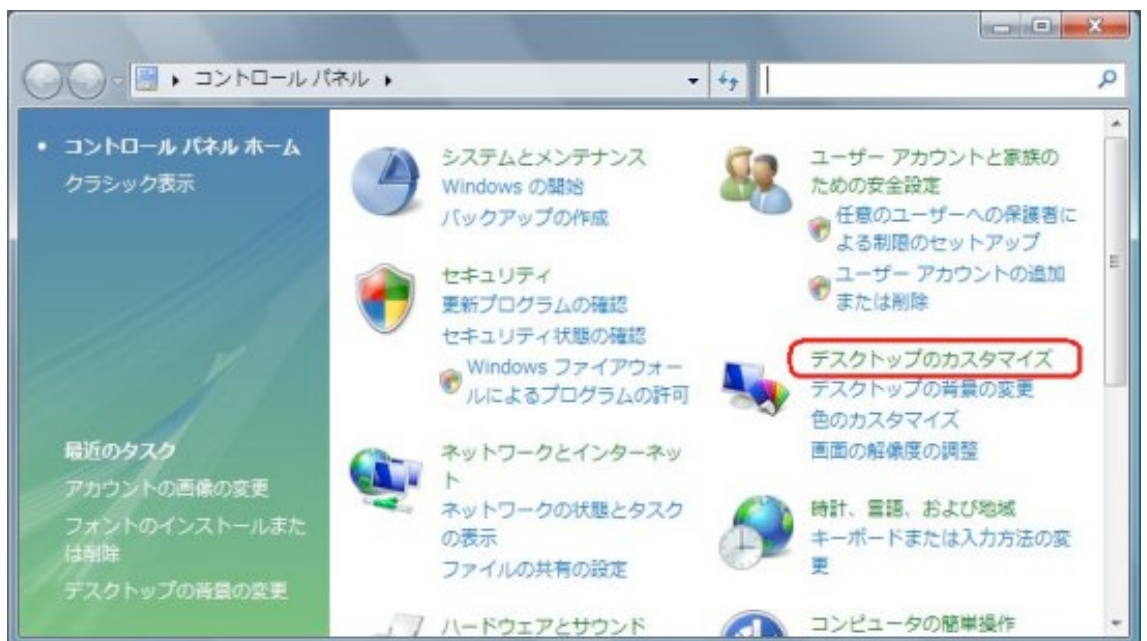 コントロール パネル
コントロール パネル ホーム
クラシック表示
最近のタスク
アカウントの画像の変更
フォントのインストールまた
は削除
デスクトップの背景の変更
システムとメンテナンス
Windows の開始
バックアップの作成
セキュリティ
更新プログラムの確認
セキュリティ状態の確認
Windows ファイアウォー
ルによるプログラムの許可
ネットワークとインターネッ
ト
ネットワークの状態とタスク
の表示
ファイルの共有の設定
ハードウェアとサウンド
ユーザー アカウントと家族の
ための安全設定
任意のユーザーへの保護者に
よる制限のセットアップ
ユーザー アカウントの追加
または削除
デスクトップのカスタマイズ
デスクトップの背景の変更
色のカスタマイズ
画面の解像度の調整
時計、言語、および地域
キーボードまたは入力方法の変
更
コンピュータの簡単操作